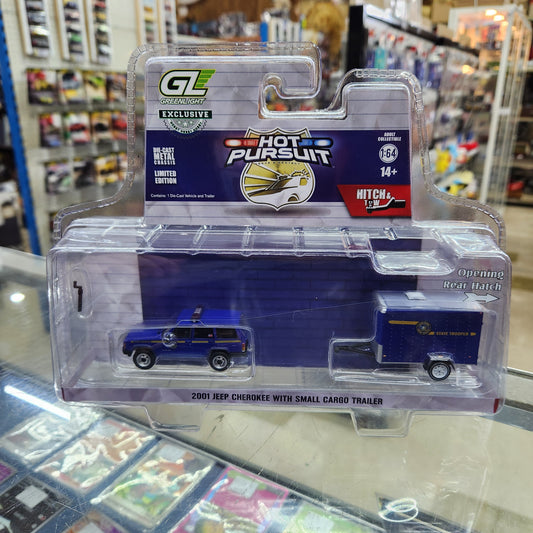 GL
GREENLIGHT
EXCLUSIVE
DIE-CAST
METAL
CHASSIS
LIMITED
EDITION
Contains: 1 Die-Cast Vehicle and Trailer
HOT
PURSUIT
ADULT
COLLECTIBLE
1:64
14+
HITCH &
TOW
Opening
Rear Hatch
STATE TROOPER
2001 JEEP CHEROKEE WITH SMALL CARGO TRAILER